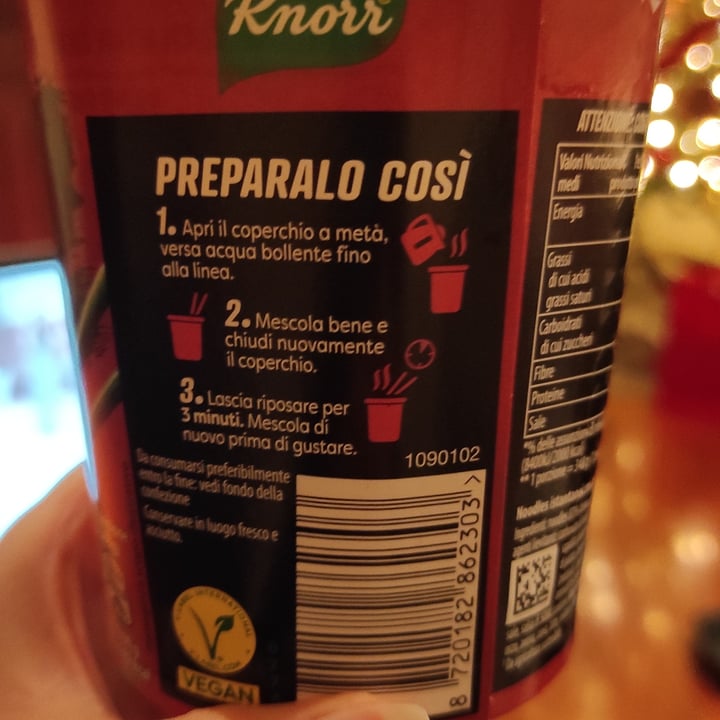 Knorr
PREPARALO COSÌ
1. Apri il coperchio a metà,
versa acqua bollente fino
alla linea.
2. Mescola bene e
chiudi nuovamente
il coperchio.
3. Lascia riposare per
3 minuti. Mescola di
nuovo prima di gustare.
1090102
Da consumarsi preferibilmente
entro la fine: vedi fondo della
confezione
Conservare in luogo fresco e
asciutto.
8 720182 862303 >
VEGAN
Valori Nutrizionali
medi
Energia
Grassi
di cui acidi
grassi saturi
Carboidrati
di cui zuccheri
Fibre
Proteine
Sale
Noodles